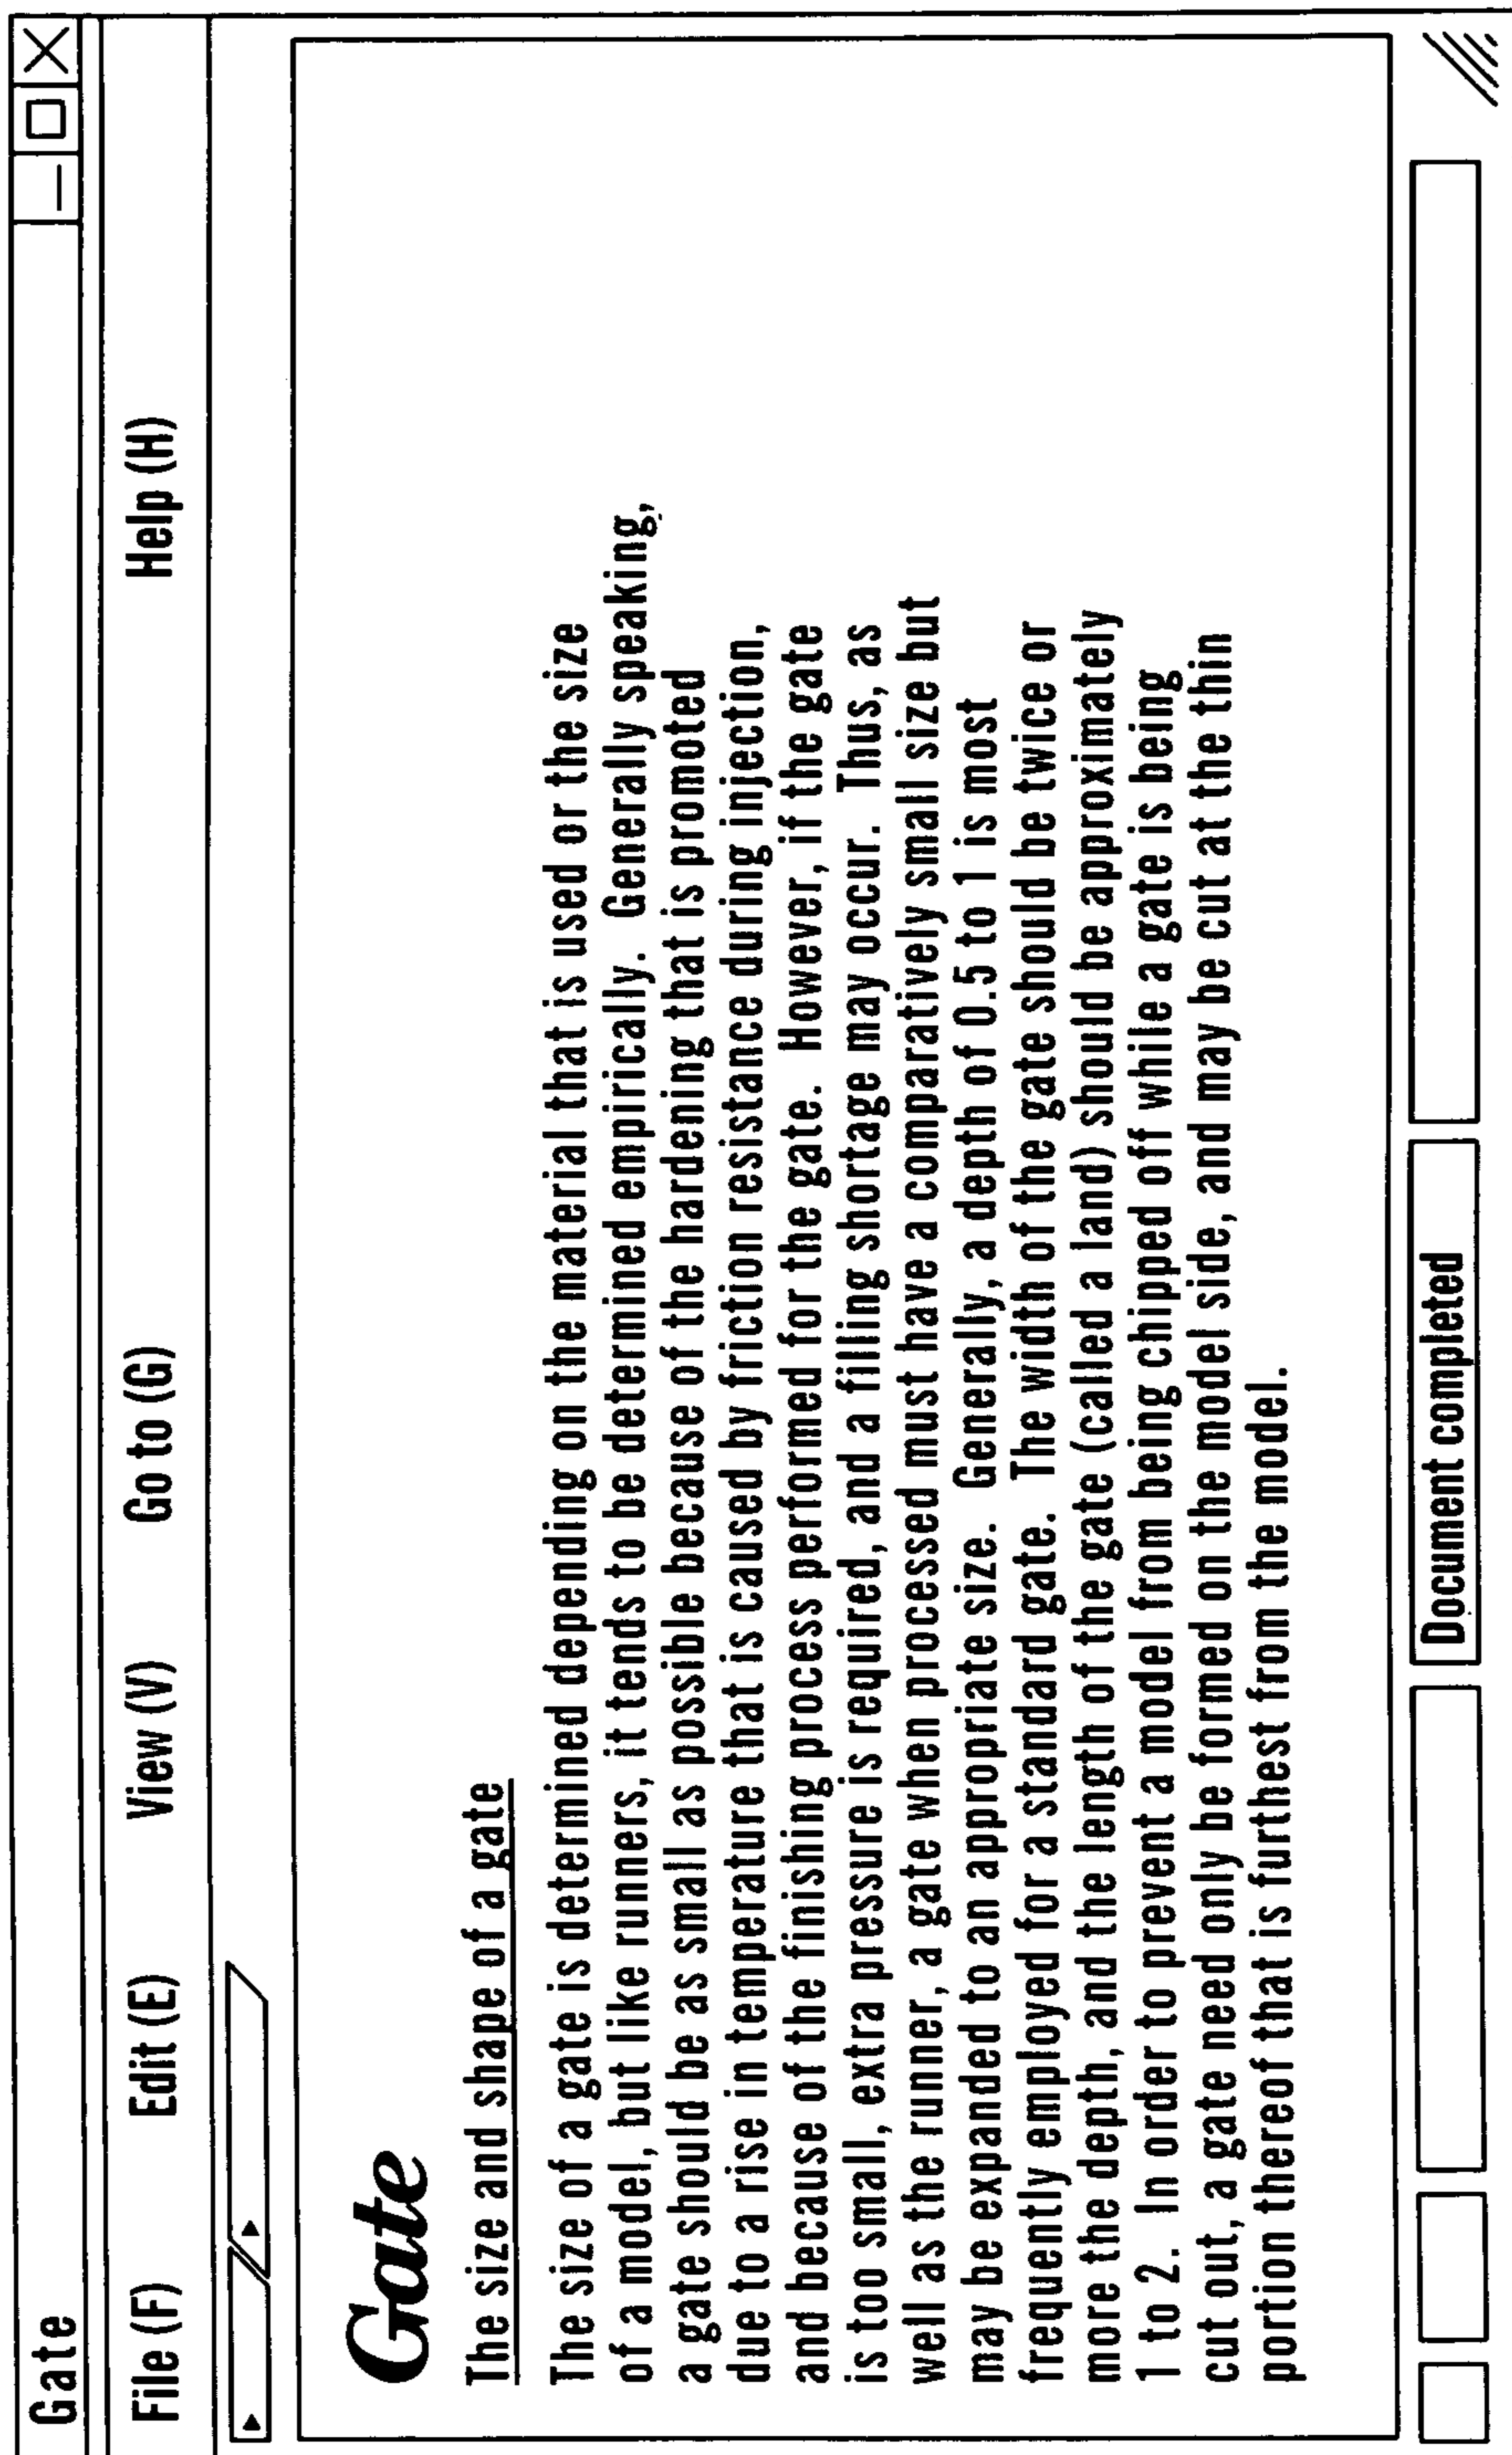 Gate
File (F) Edit (E) View (V) Go to (G) Help (H)
Gate
The size and shape of a gate
The size of a gate is determined depending on the material that is used or the size
of a model, but like runners, it tends to be determined empirically. Generally speaking,
a gate should be as small as possible because of the hardening that is promoted
due to a rise in temperature that is caused by friction resistance during injection,
and because of the finishing process performed for the gate. However, if the gate
is too small, extra pressure is required, and a filling shortage may occur. Thus, as
well as the runner, a gate when processed must have a comparatively small size but
may be expanded to an appropriate size. Generally, a depth of 0.5 to 1 is most
frequently employed for a standard gate. The width of the gate should be twice or
more the depth, and the length of the gate (called a land) should be approximately
1 to 2. In order to prevent a model from being chipped off while a gate is being
cut out, a gate need only be formed on the model side, and may be cut at the thin
portion thereof that is furthest from the model.
Document completed